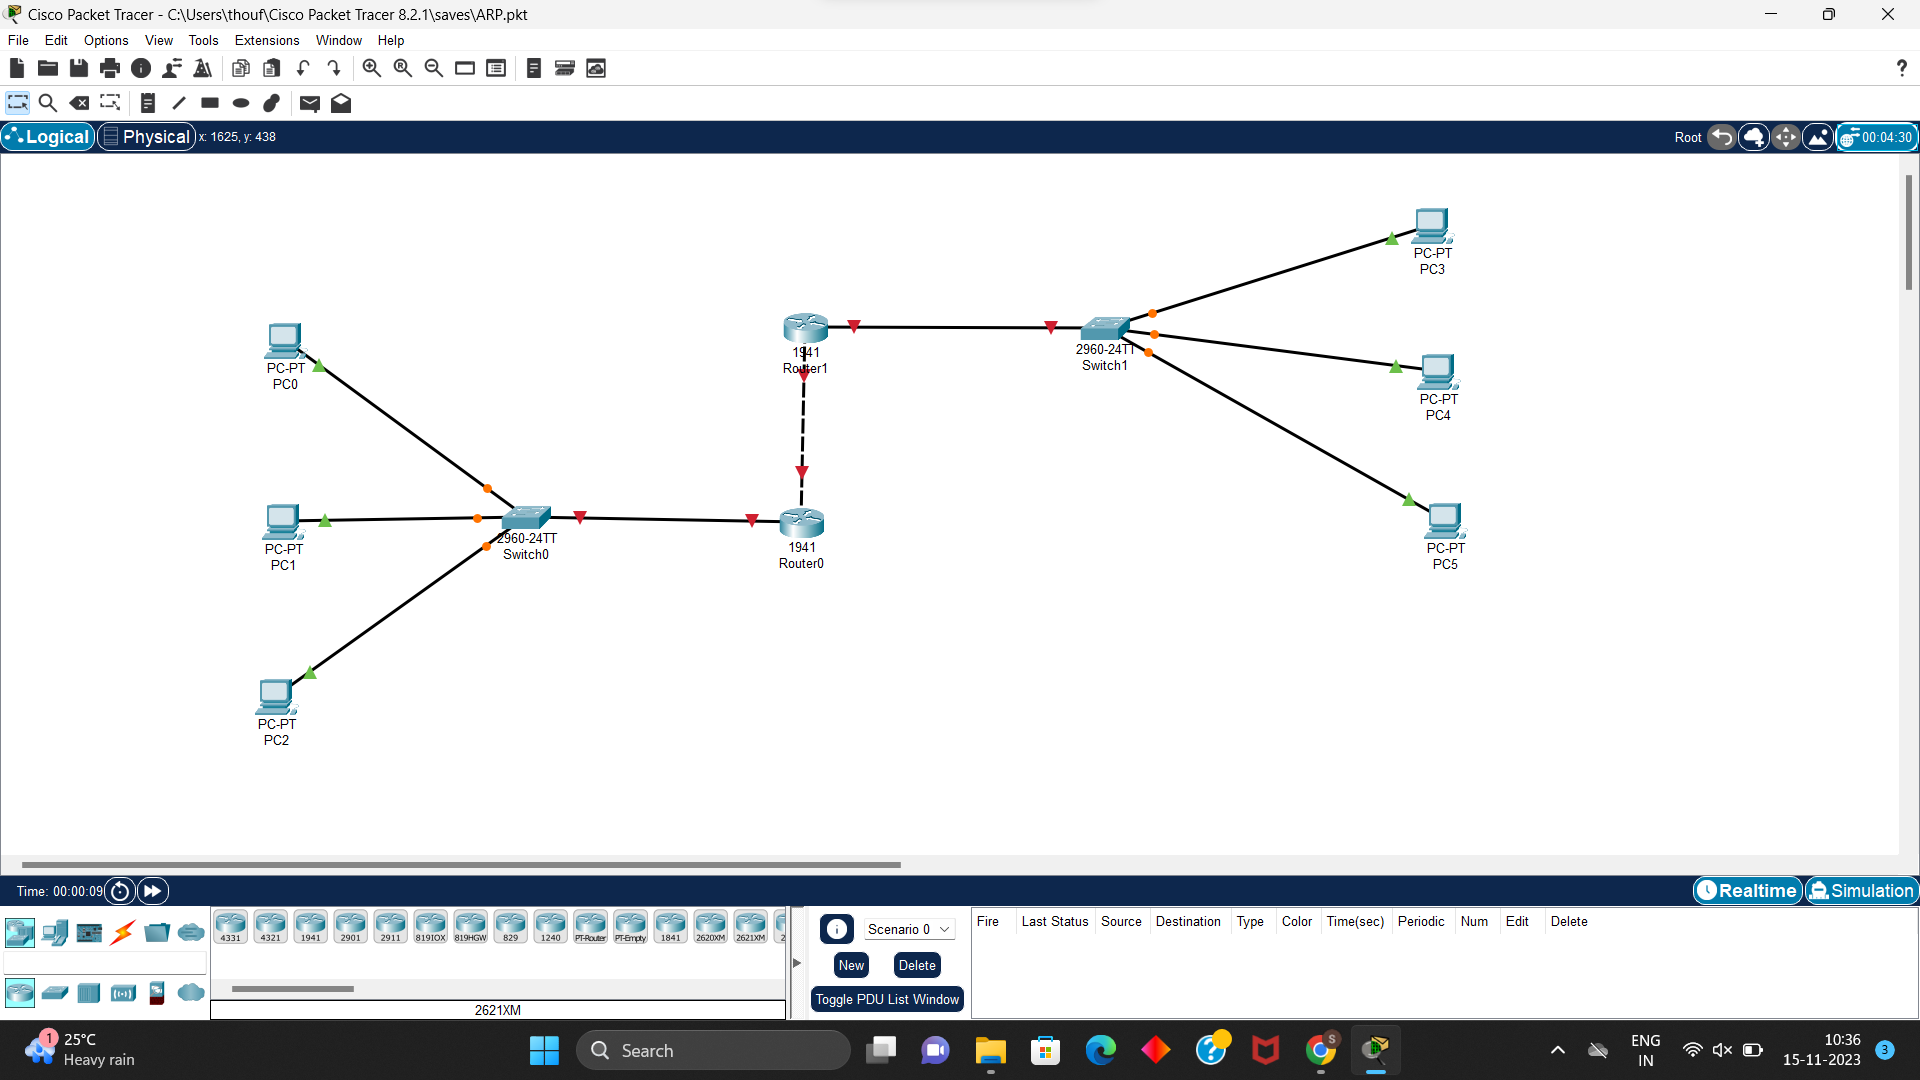 Cisco Packet Tracer - C:\Users\thouf\Cisco Packet Tracer 8.2.1\saves\ARP.pkt
File Edit Options View Tools Extensions Window Help
?
Logical Physical x: 1625, y: 438 Root 00:04:30
PC-PT
PC3
PC-PT
PC0
1941
Router1
2960-24TT
Switch1
PC-PT
PC4
PC-PT
PC1
2960-24TT
Switch0
1941
Router0
PC-PT
PC5
PC-PT
PC2
Time: 00:00:09 Realtime Simulation
4331 4321 1941 2901 2911 819IOX 819HGW 829 1240 PT-Router PT-Empty 1841 2620XM 2621XM 2
2621XM
Scenario 0
New Delete
Toggle PDU List Window
Fire Last Status Source Destination Type Color Time(sec) Periodic Num Edit Delete
1 25°C
Heavy rain
Search
S
ENG
IN
10:36
15-11-2023
3